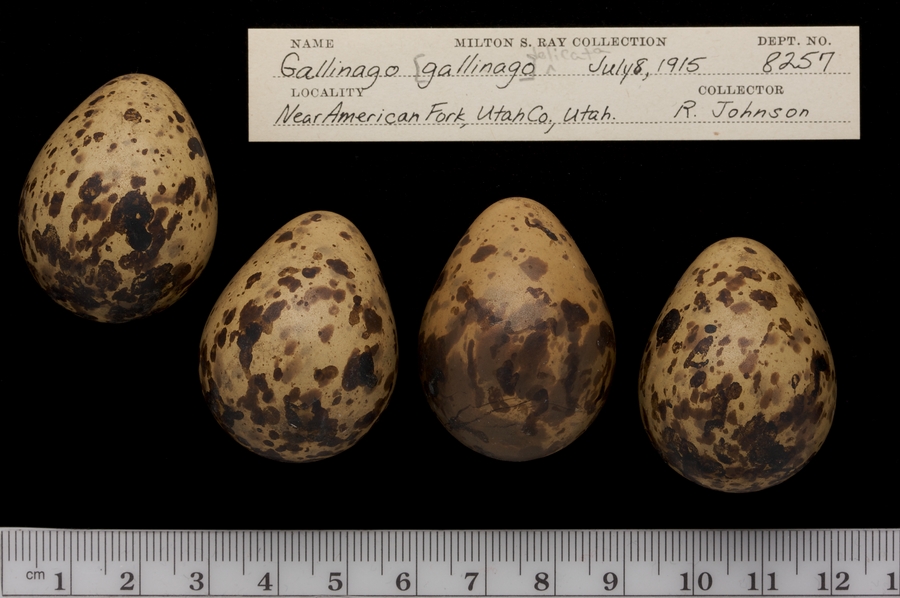 NAME MILTON S. RAY COLLECTION DEPT. NO.
delicata
Gallinago [gallinago] July 8, 1915 8257
LOCALITY COLLECTOR
Near American Fork, Utah Co., Utah. R. Johnson
cm 1 2 3 4 5 6 7 8 9 10 11 12 1